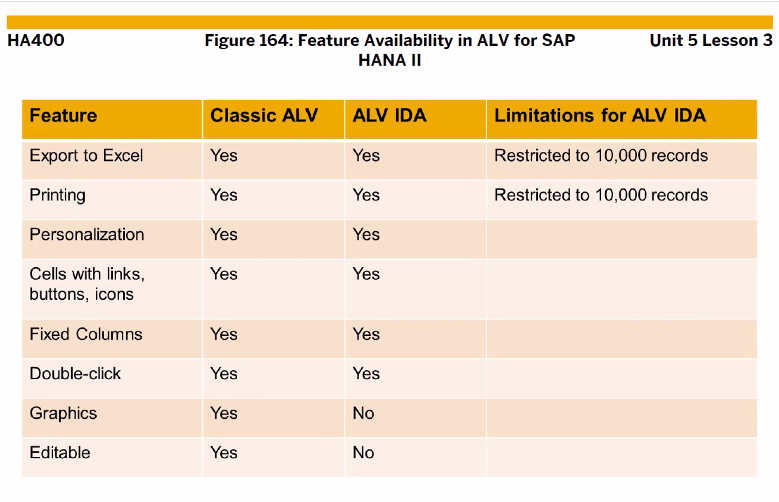 HA400 Figure 164: Feature Availability in ALV for SAP Unit 5 Lesson 3
HANA II
Feature Classic ALV ALV IDA Limitations for ALV IDA
Export to Excel Yes Yes Restricted to 10,000 records
Printing Yes Yes Restricted to 10,000 records
Personalization Yes Yes
Cells with links, Yes Yes
buttons, icons
Fixed Columns Yes Yes
Double-click Yes Yes
Graphics Yes No
Editable Yes No